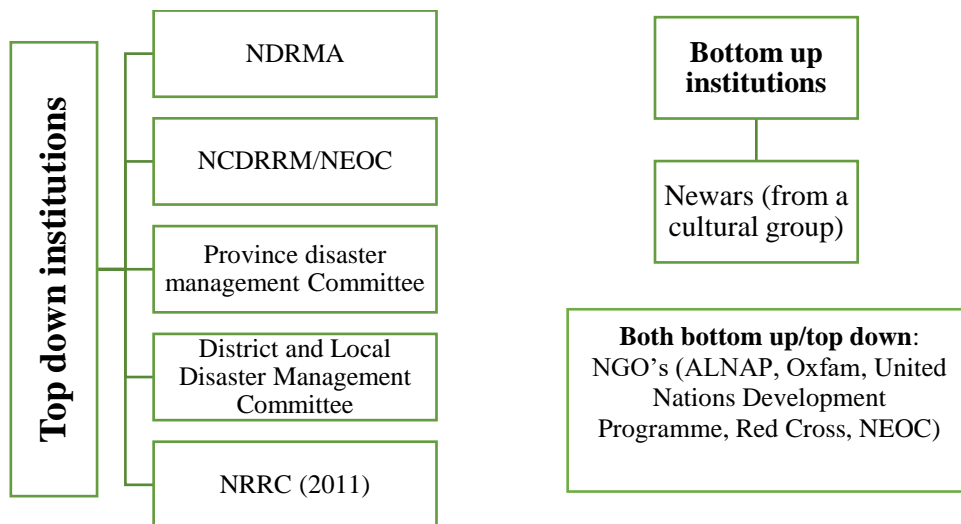 Top down institutions
NDRMA
NCDRRM/NEOC
Province disaster
management Committee
District and Local
Disaster Management
Committee
NRRC (2011)
Bottom up
institutions
Newars (from a
cultural group)
Both bottom up/top down:
NGO's (ALNAP, Oxfam, United
Nations Development
Programme, Red Cross, NEOC)